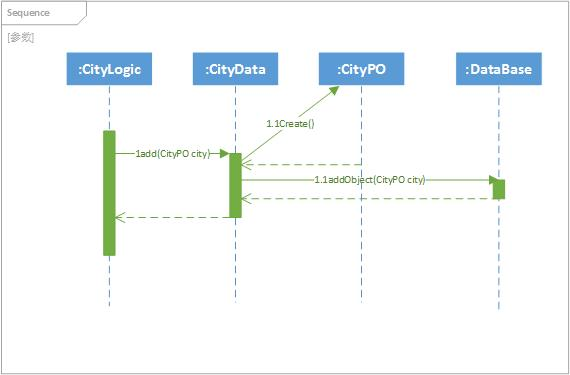 Sequence
[参数]
:CityLogic
:CityData
:CityPO
:DataBase
1.1Create()
1add(CityPO city)
1.1addObject(CityPO city)